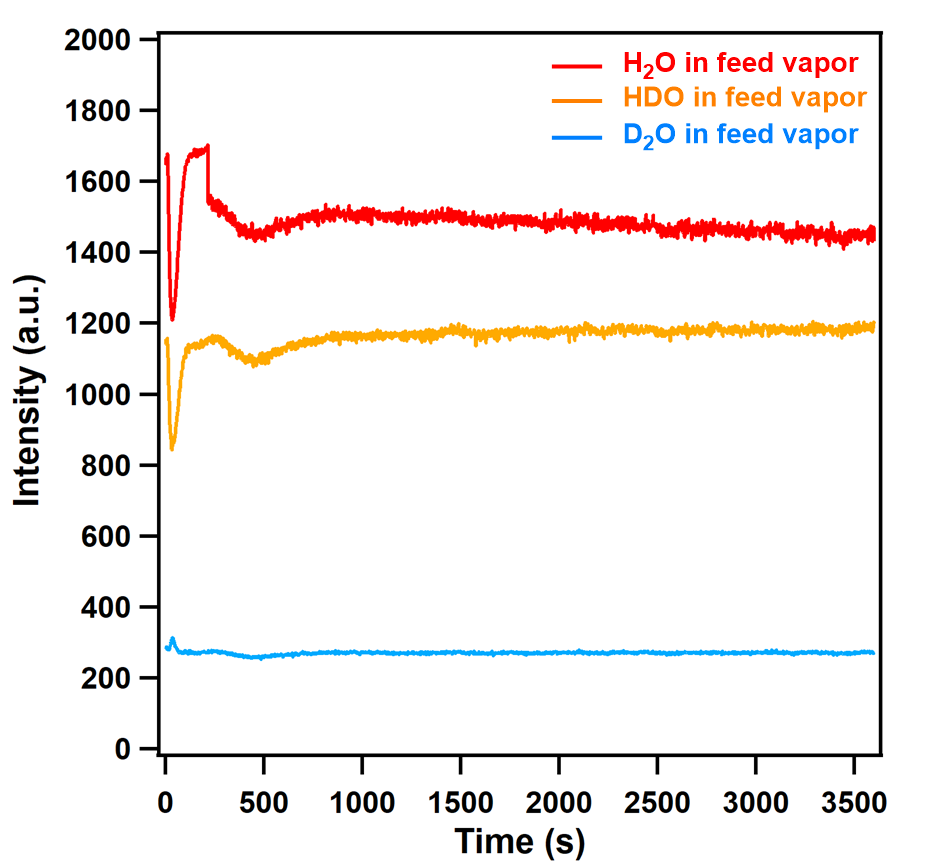 2000
1800
1600
1400
1200
1000
800
600
400
200
0
Intensity (a.u.)
H₂O in feed vapor
HDO in feed vapor
D₂O in feed vapor
0 500 1000 1500 2000 2500 3000 3500
Time (s)